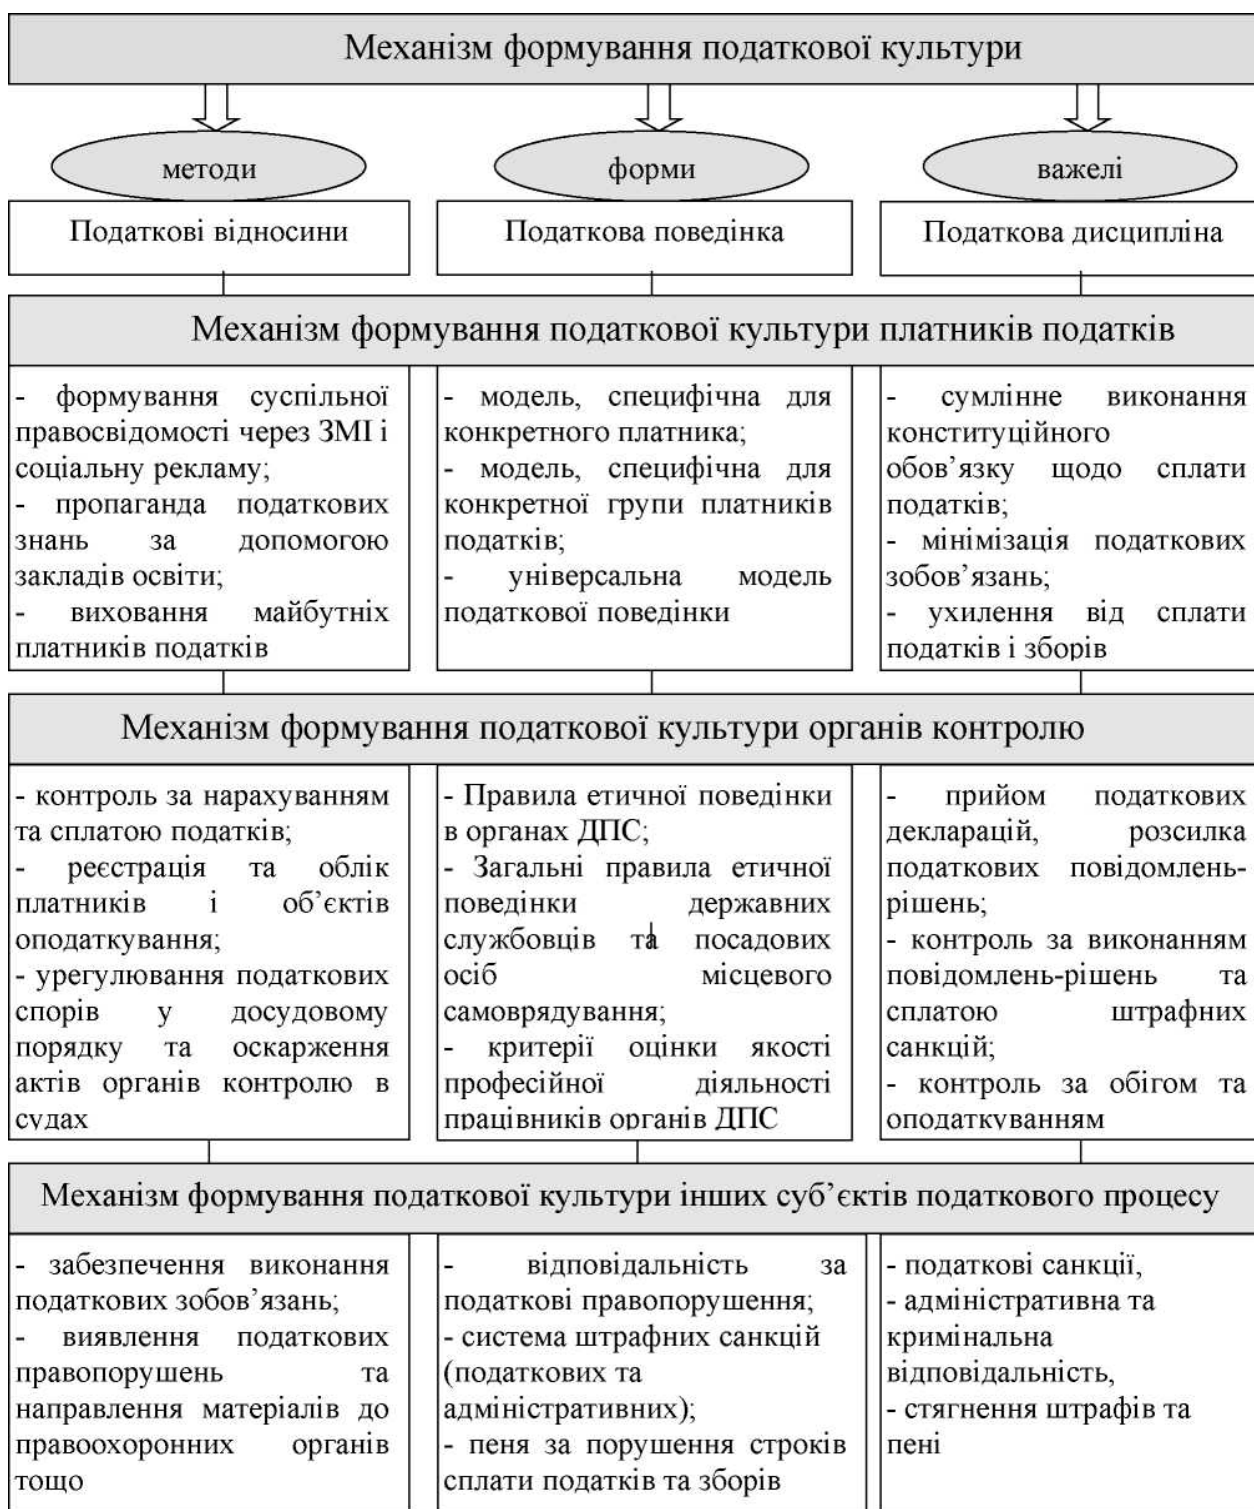 Механізм формування податкової культури
методи
форми
важелі
Податкові відносини
Податкова поведінка
Податкова дисципліна
Механізм формування податкової культури платників податків
- формування суспільної
правосвідомості через ЗМІ і
соціальну рекламу;
- пропаганда податкових
знань за допомогою
закладів освіти;
- виховання майбутніх
платників податків
- модель, специфічна для
конкретного платника;
- модель, специфічна для
конкретної групи платників
податків;
- універсальна модель
податкової поведінки
- сумлінне виконання
конституційного
обов’язку щодо сплати
податків;
- мінімізація податкових
зобов’язань;
- ухилення від сплати
податків і зборів
Механізм формування податкової культури органів контролю
- контроль за нарахуванням
та сплатою податків;
- реєстрація та облік
платників і об’єктів
оподаткування;
- урегулювання податкових
спорів у досудовому
порядку та оскарження
актів органів контролю в
судах
- Правила етичної поведінки
в органах ДПС;
- Загальні правила етичної
поведінки державних
службовців та посадових
осіб місцевого
самоврядування;
- критерії оцінки якості
професійної діяльності
працівників органів ДПС
- прийом податкових
декларацій, розсилка
податкових повідомлень-
рішень;
- контроль за виконанням
повідомлень-рішень та
сплатою штрафних
санкцій;
- контроль за обігом та
оподаткуванням
Механізм формування податкової культури інших суб’єктів податкового процесу
- забезпечення виконання
податкових зобов’язань;
- виявлення податкових
правопорушень та
направлення матеріалів до
правоохоронних органів
тощо
- відповідальність за
податкові правопорушення;
- система штрафних санкцій
(податкових та
адміністративних);
- пеня за порушення строків
сплати податків та зборів
- податкові санкції,
- адміністративна та
кримінальна
відповідальність,
- стягнення штрафів та
пені